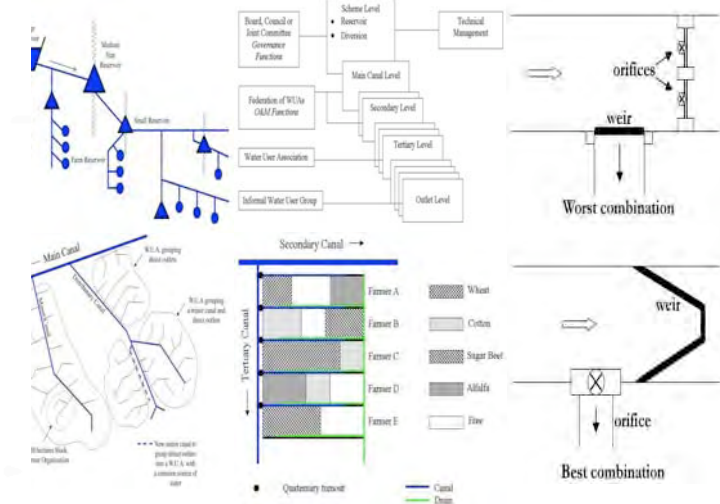 Medium
Size
Reservoir
Small Reservoir
Farm Reservoir
Board, Council or
Joint Committee
Governance
Functions
Scheme Level
Reservoir
Diversion
Technical
Management
Main Canal Level
Federation of WUAs
O&M Functions
Secondary Level
Water User Association
Tertiary Level
Informal Water User Group
Outlet Level
orifices
weir
Worst combination
Main Canal
Distributary Canal
W.U.A. grouping
direct outlets
W.U.A. grouping
a minor canal and
direct outlets
New minor canal to
group direct outlets
into a W.U.A. with
a common source of
water
Secondary Canal
Tertiary Canal
Farmer A
Farmer B
Farmer C
Farmer D
Farmer E
Wheat
Cotton
Sugar Beet
Alfalfa
Free
Quaternary turnout
Canal
Drain
weir
orifice
Best combination